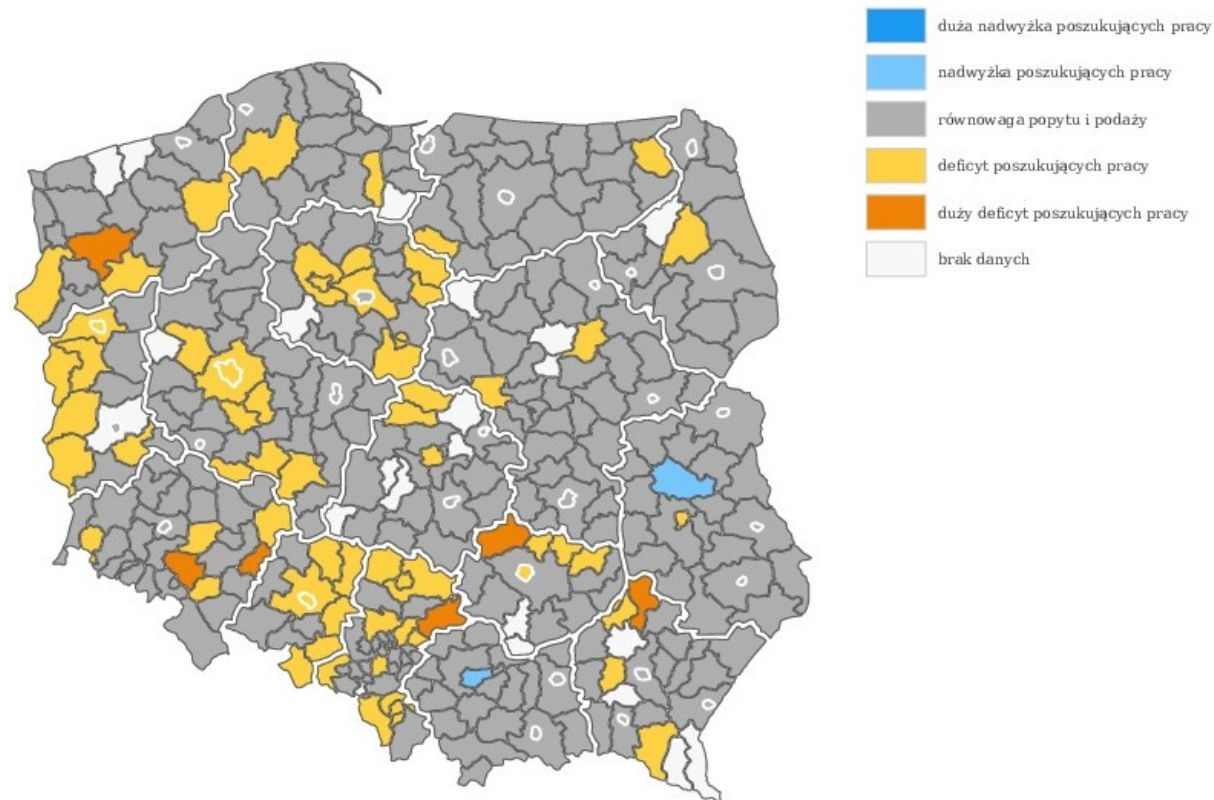 duża nadwyżka poszukujących pracy
nadwyżka poszukujących pracy
równowaga popytu i podaży
deficyt poszukujących pracy
duży deficyt poszukujących pracy
brak danych